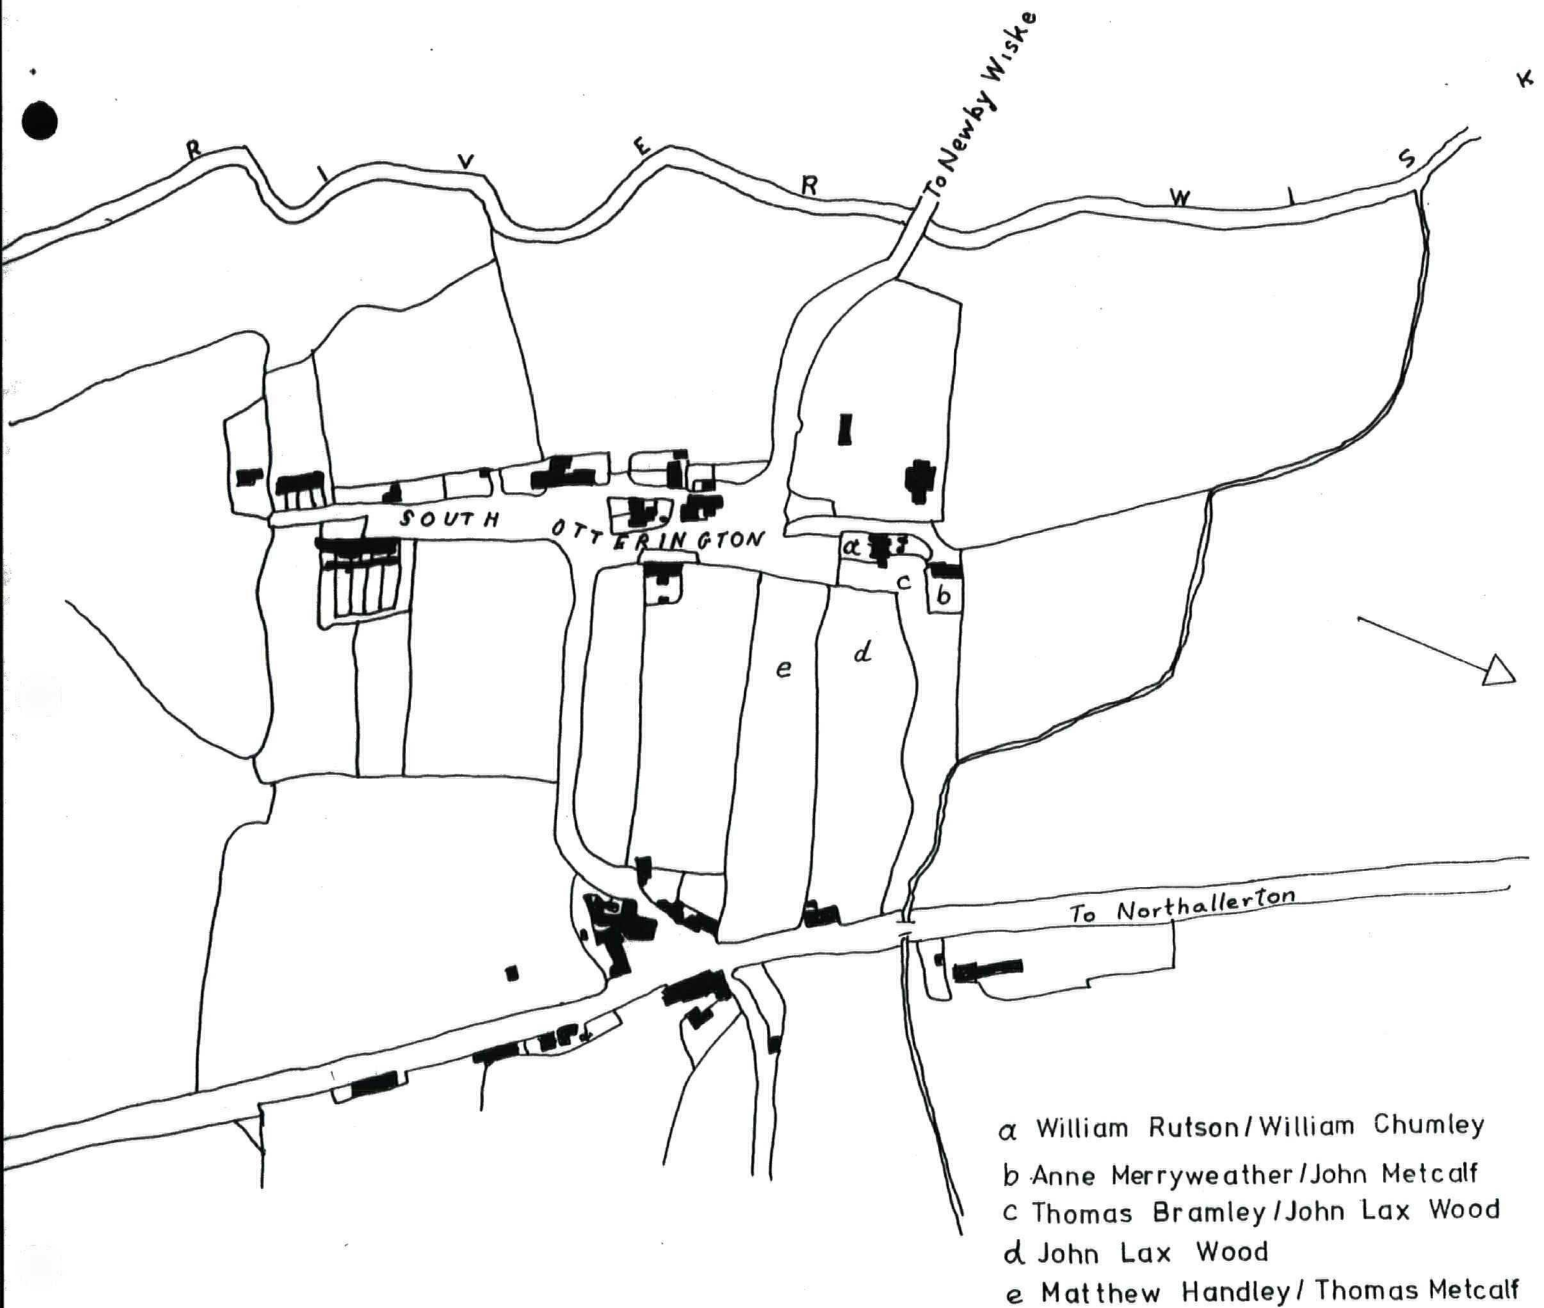 To Newby Wiske
RIVER WISK
SOUTH OTTERINGTON
a
c
b
e
d
To Northallerton
a William Rutson/William Chumley
b Anne Merryweather/John Metcalf
c Thomas Bramley/John Lax Wood
d John Lax Wood
e Matthew Handley/Thomas Metcalf